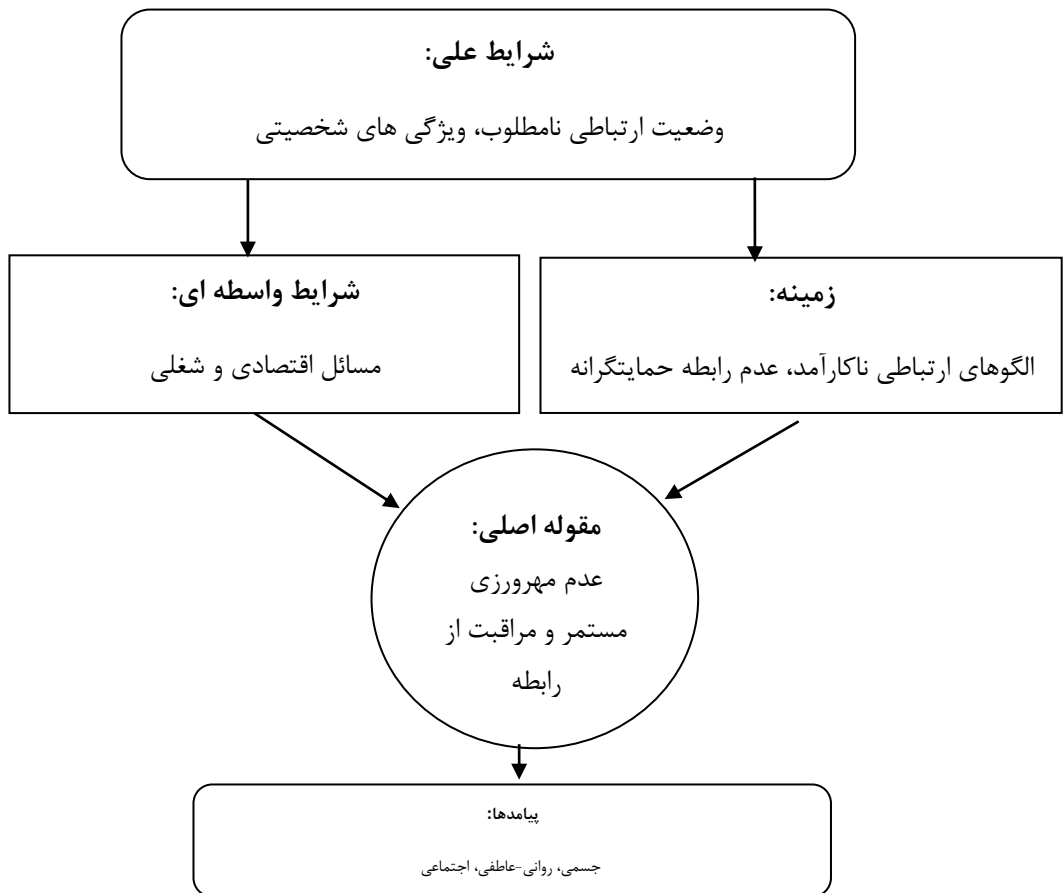 شرایط علی:
وضعیت ارتباطی نامطلوب، ویژگی های شخصیتی
زمینه:
الگوهای ارتباطی ناکارآمد، عدم رابطه حمایتگرانه
شرایط واسطه ای:
مسائل اقتصادی و شغلی
مقوله اصلی:
عدم مهرورزی
مستمر و مراقبت از
رابطه
پیامدها:
جسمی، روانی-عاطفی، اجتماعی